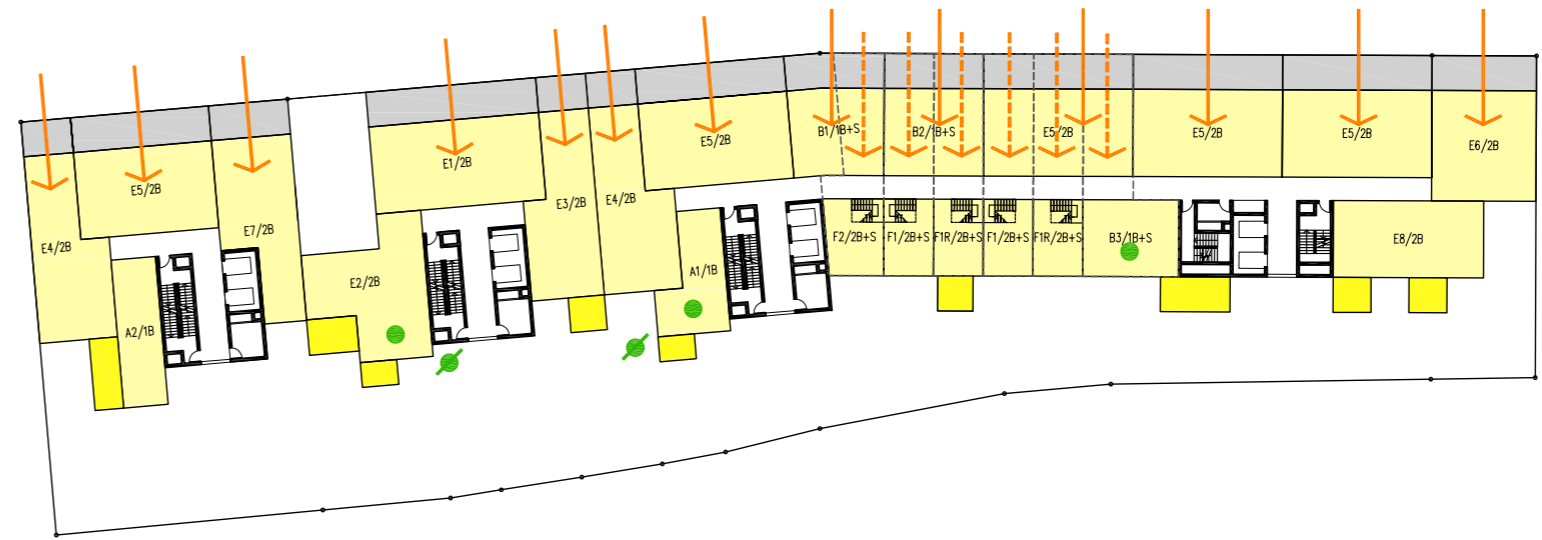 E4/2B
E5/2B
A2/1B
E7/2B
E2/2B
E1/2B
E3/2B
E4/2B
E5/2B
A1/1B
B1/1B+S
B2/1B+S
E5/2B
E5/2B
E5/2B
E6/2B
F2/2B+S
F1/2B+S
F1R/2B+S
F1/2B+S
F1R/2B+S
B3/1B+S
E8/2B